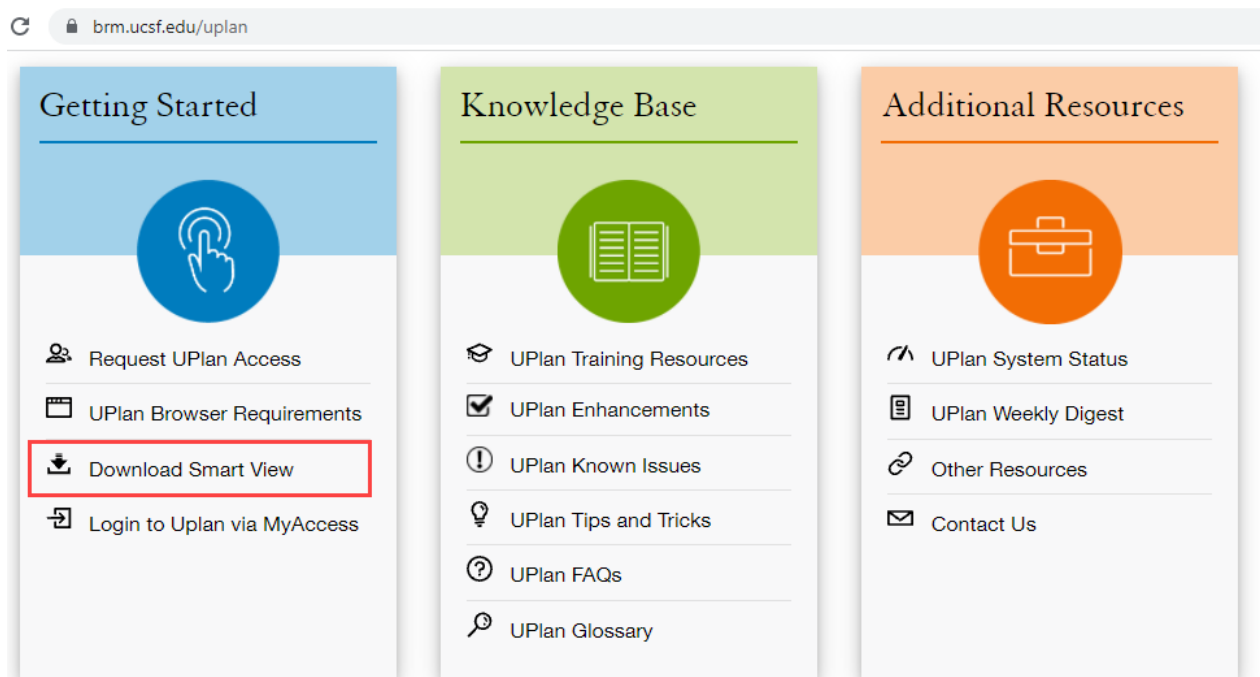 brm.ucsf.edu/uplan
Getting Started
Request UPlan Access
UPlan Browser Requirements
Download Smart View
Login to Uplan via MyAccess
Knowledge Base
UPlan Training Resources
UPlan Enhancements
UPlan Known Issues
UPlan Tips and Tricks
UPlan FAQs
UPlan Glossary
Additional Resources
UPlan System Status
UPlan Weekly Digest
Other Resources
Contact Us